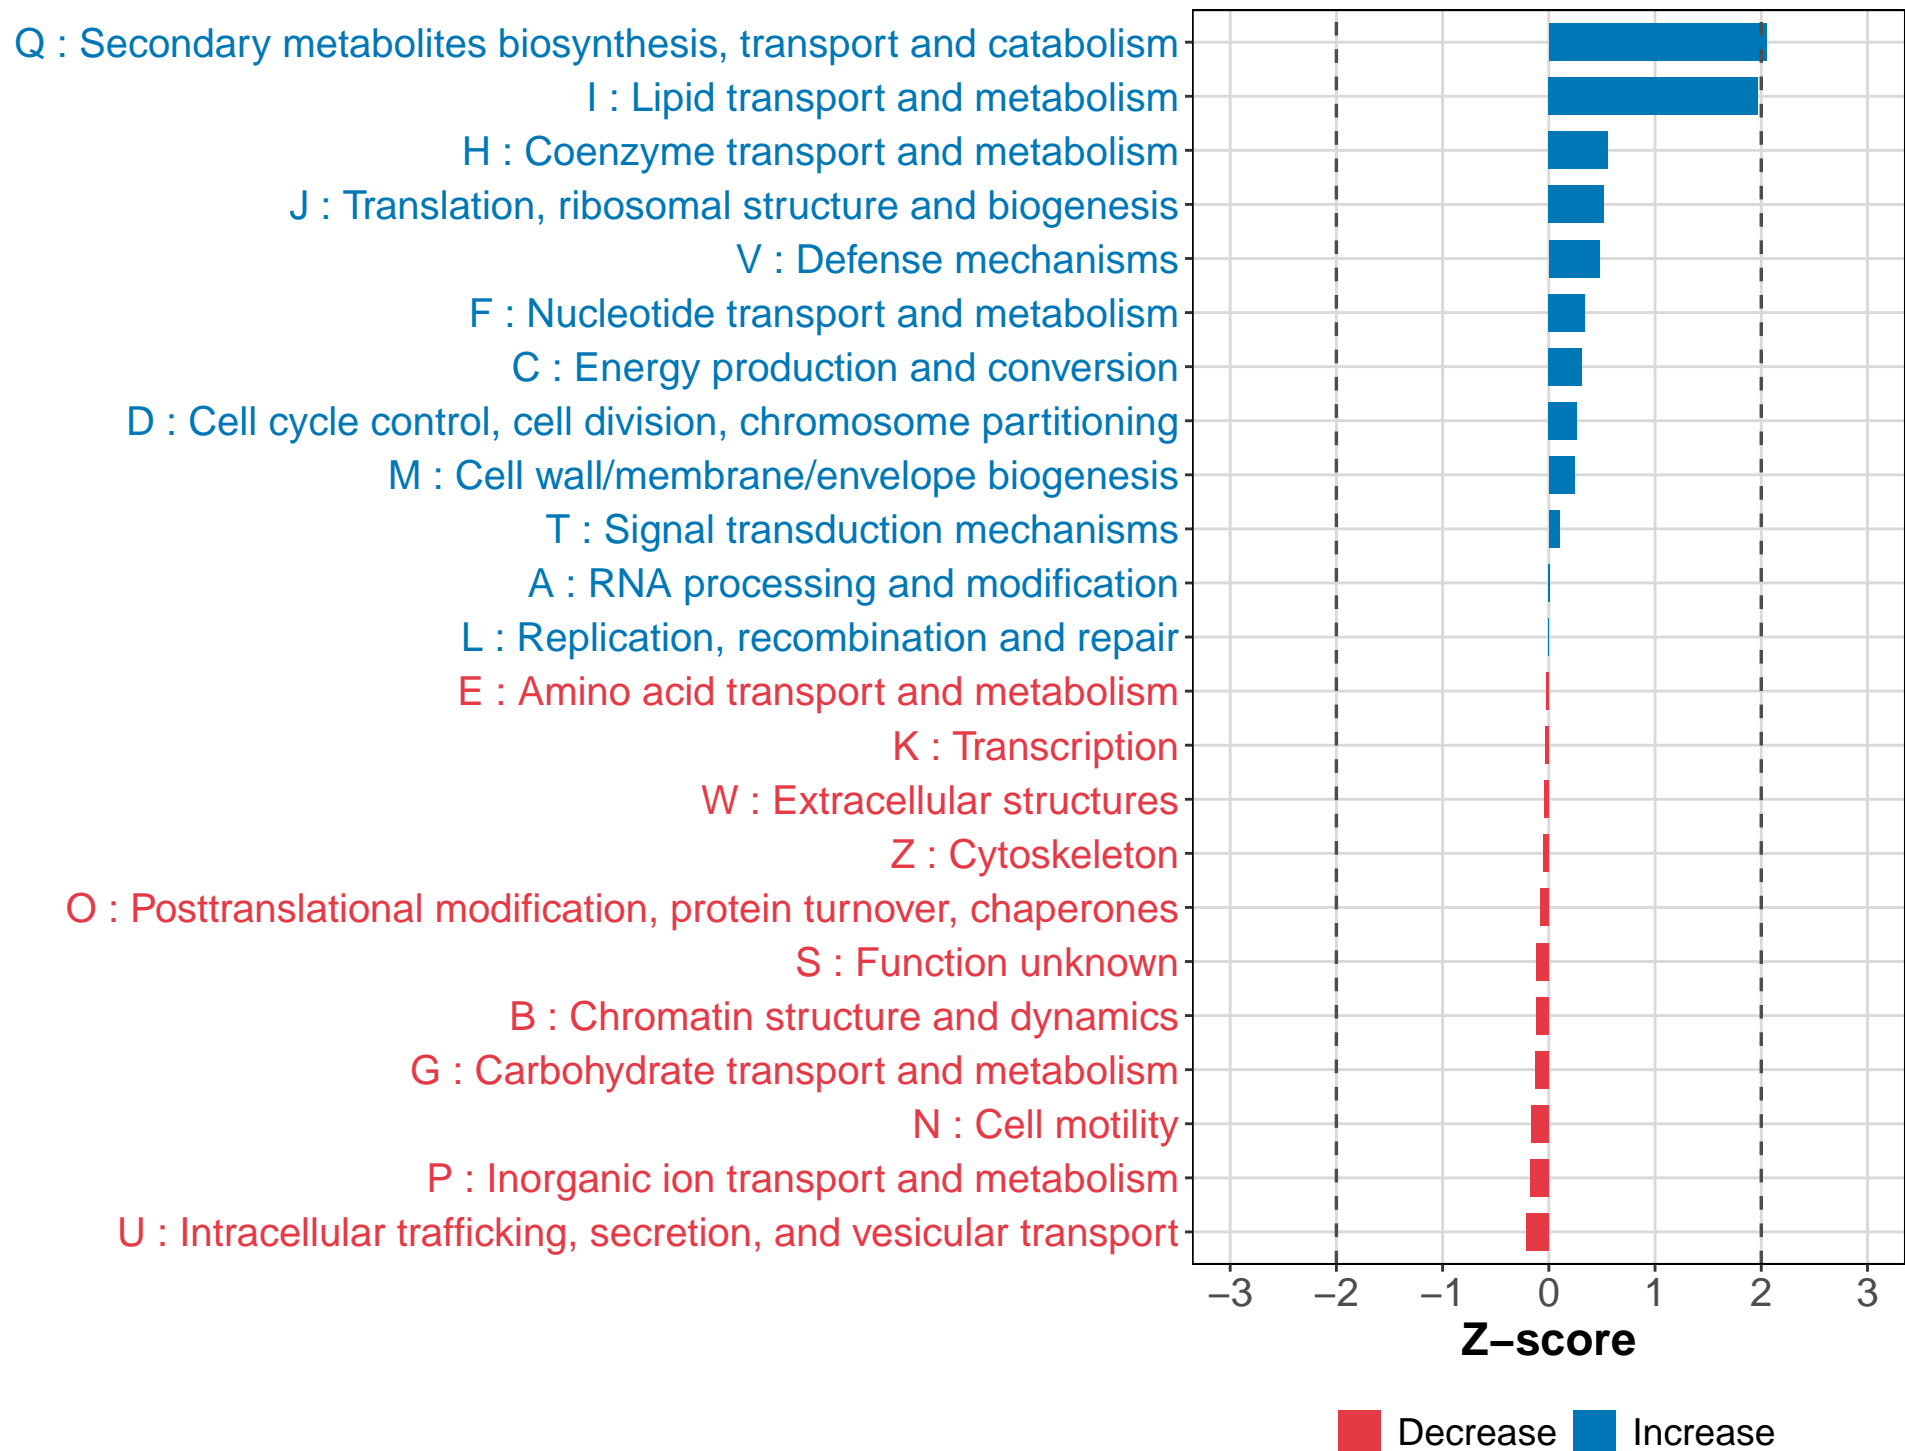 Q : Secondary metabolites biosynthesis, transport and catabolism
I : Lipid transport and metabolism
H : Coenzyme transport and metabolism
J : Translation, ribosomal structure and biogenesis
V : Defense mechanisms
F : Nucleotide transport and metabolism
C : Energy production and conversion
D : Cell cycle control, cell division, chromosome partitioning
M : Cell wall/membrane/envelope biogenesis
T : Signal transduction mechanisms
A : RNA processing and modification
L : Replication, recombination and repair
E : Amino acid transport and metabolism
K : Transcription
W : Extracellular structures
Z : Cytoskeleton
O : Posttranslational modification, protein turnover, chaperones
S : Function unknown
B : Chromatin structure and dynamics
G : Carbohydrate transport and metabolism
N : Cell motility
P : Inorganic ion transport and metabolism
U : Intracellular trafficking, secretion, and vesicular transport
−3 −2 −1 0 1 2 3
Z−score
Decrease Increase